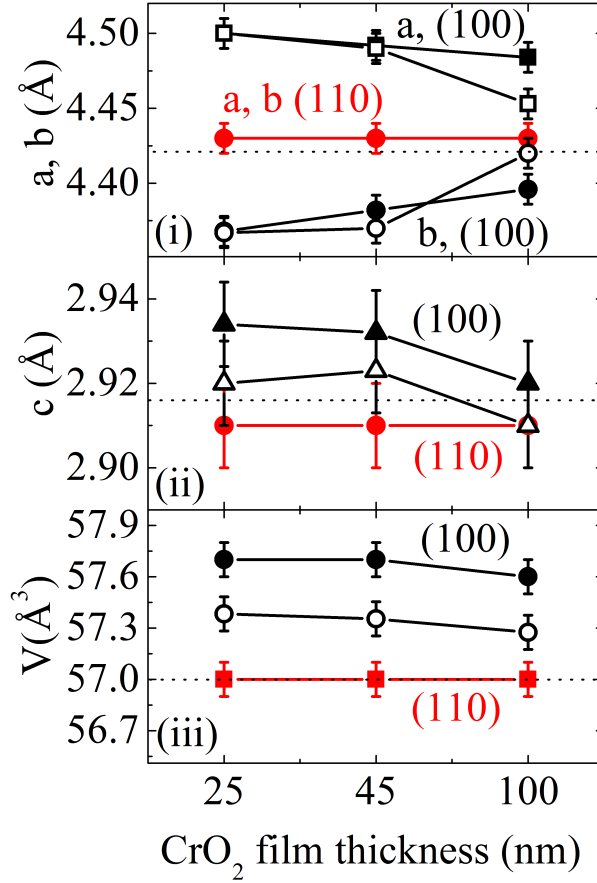 4.50
4.45
4.40
a, b (Å)
a, (100)
a, b (110)
b, (100)
(i)
2.94
2.92
2.90
c (Å)
(100)
(110)
(ii)
57.9
57.6
57.3
57.0
56.7
V(Å³)
(100)
(110)
(iii)
25 45 100
CrO₂ film thickness (nm)